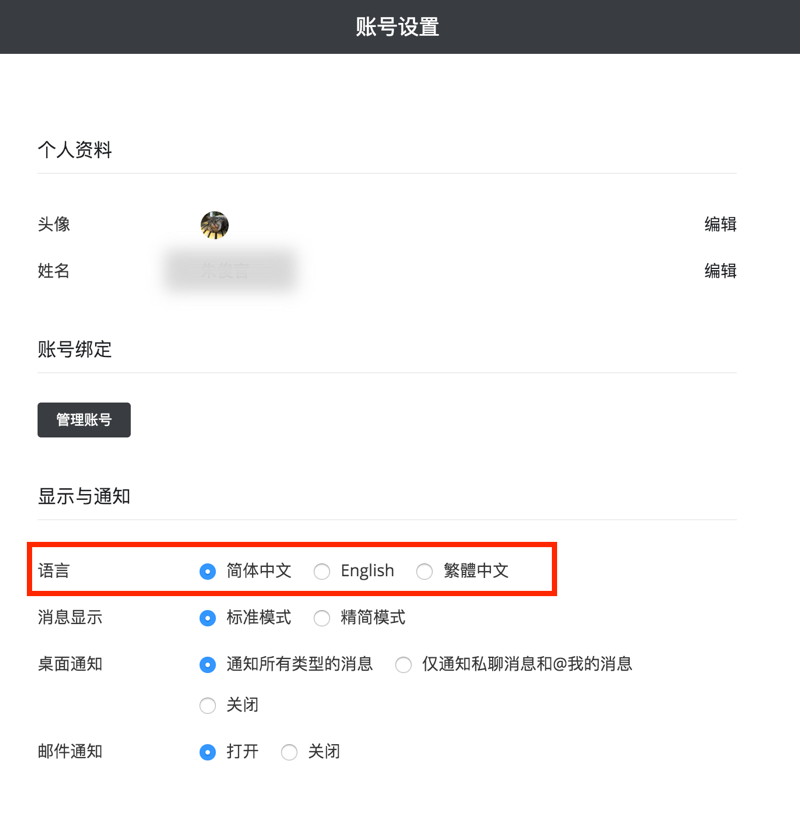 账号设置
个人资料
头像 编辑
姓名 编辑
账号绑定
管理账号
显示与通知
语言 简体中文 English 繁體中文
消息显示 标准模式 精简模式
桌面通知 通知所有类型的消息 仅通知私聊消息和@我的消息
关闭
邮件通知 打开 关闭